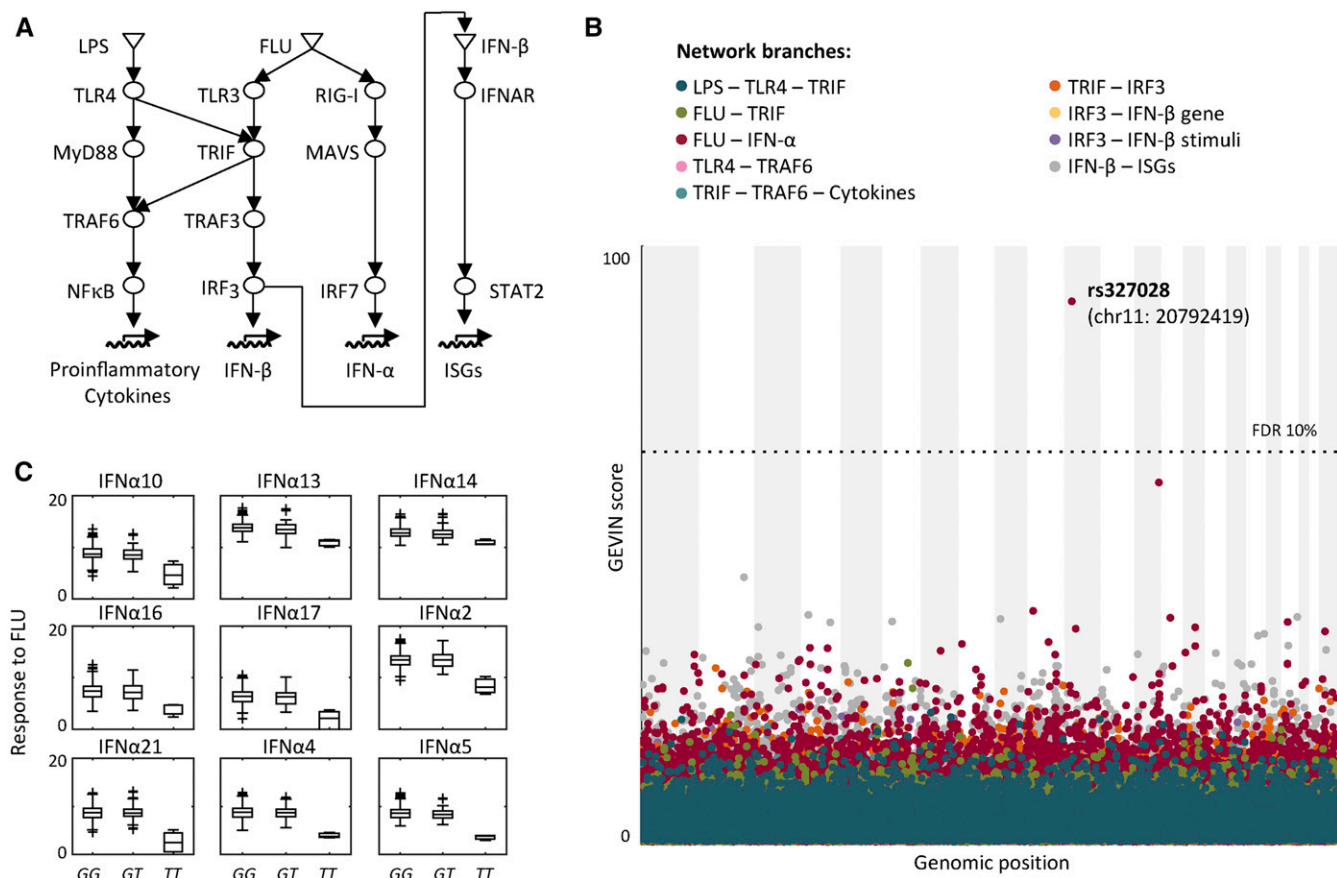 A
LPS
FLU
IFN-β
TLR4
TLR3
RIG-I
IFNAR
MyD88
TRIF
MAVS
TRAF6
TRAF3
NFκB
IRF3
IRF7
STAT2
Proinflammatory
Cytokines
IFN-β
IFN-α
ISGs
B
Network branches:
LPS – TLR4 – TRIF
FLU – TRIF
FLU – IFN-α
TLR4 – TRAF6
TRIF – TRAF6 – Cytokines
TRIF – IRF3
IRF3 – IFN-β gene
IRF3 – IFN-β stimuli
IFN-β – ISGs
100
rs327028
(chr11: 20792419)
FDR 10%
GEVIN score
0
Genomic position
C
IFNα10
IFNα13
IFNα14
20
0
IFNα16
IFNα17
IFNα2
20
0
IFNα21
IFNα4
IFNα5
20
0
Response to FLU
GG GT TT
GG GT TT
GG GT TT